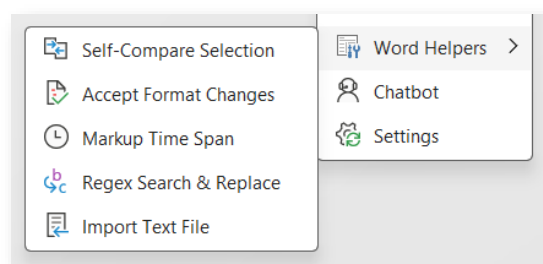 Self-Compare Selection
Accept Format Changes
Markup Time Span
Regex Search & Replace
Import Text File
Word Helpers
Chatbot
Settings